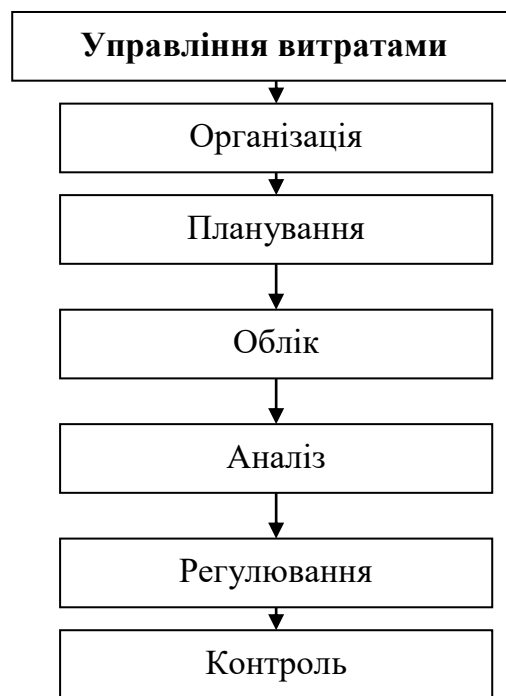 Управління витратами
Організація
Планування
Облік
Аналіз
Регулювання
Контроль